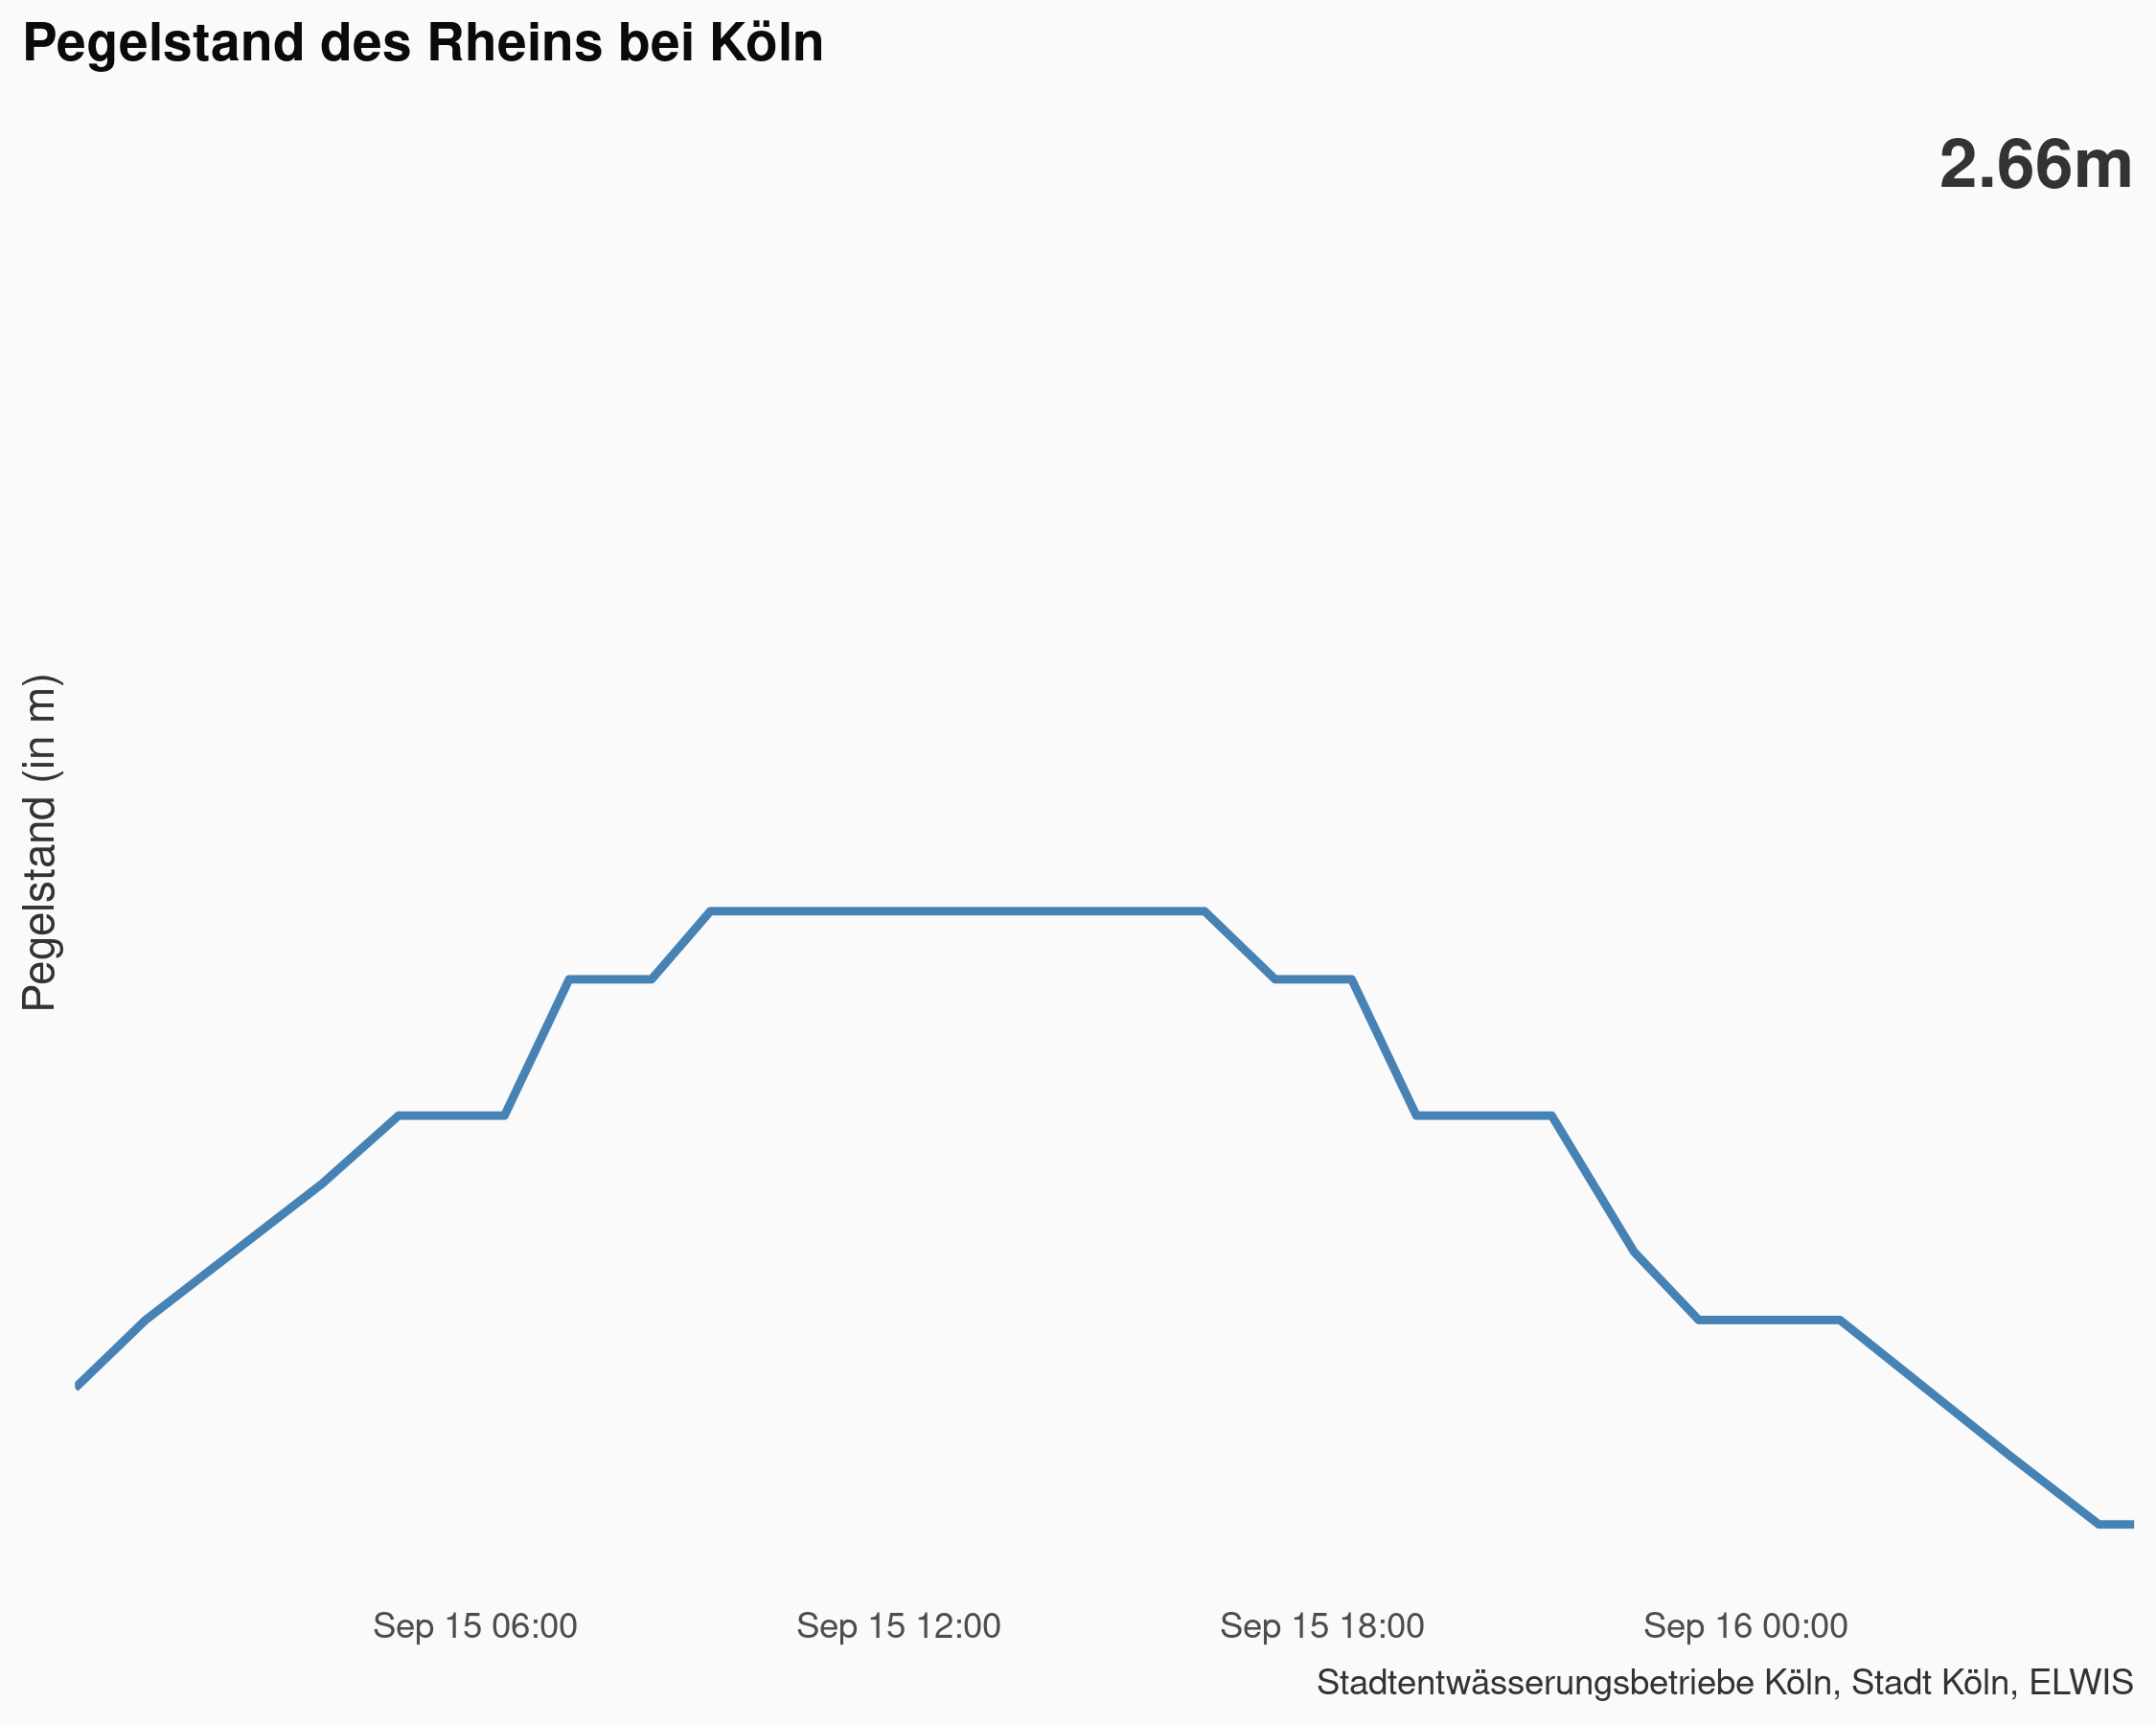 Pegelstand des Rheins bei Köln
2.66m
Pegelstand (in m)
Sep 15 06:00
Sep 15 12:00
Sep 15 18:00
Sep 16 00:00
Stadtentwässerungsbetriebe Köln, Stadt Köln, ELWIS